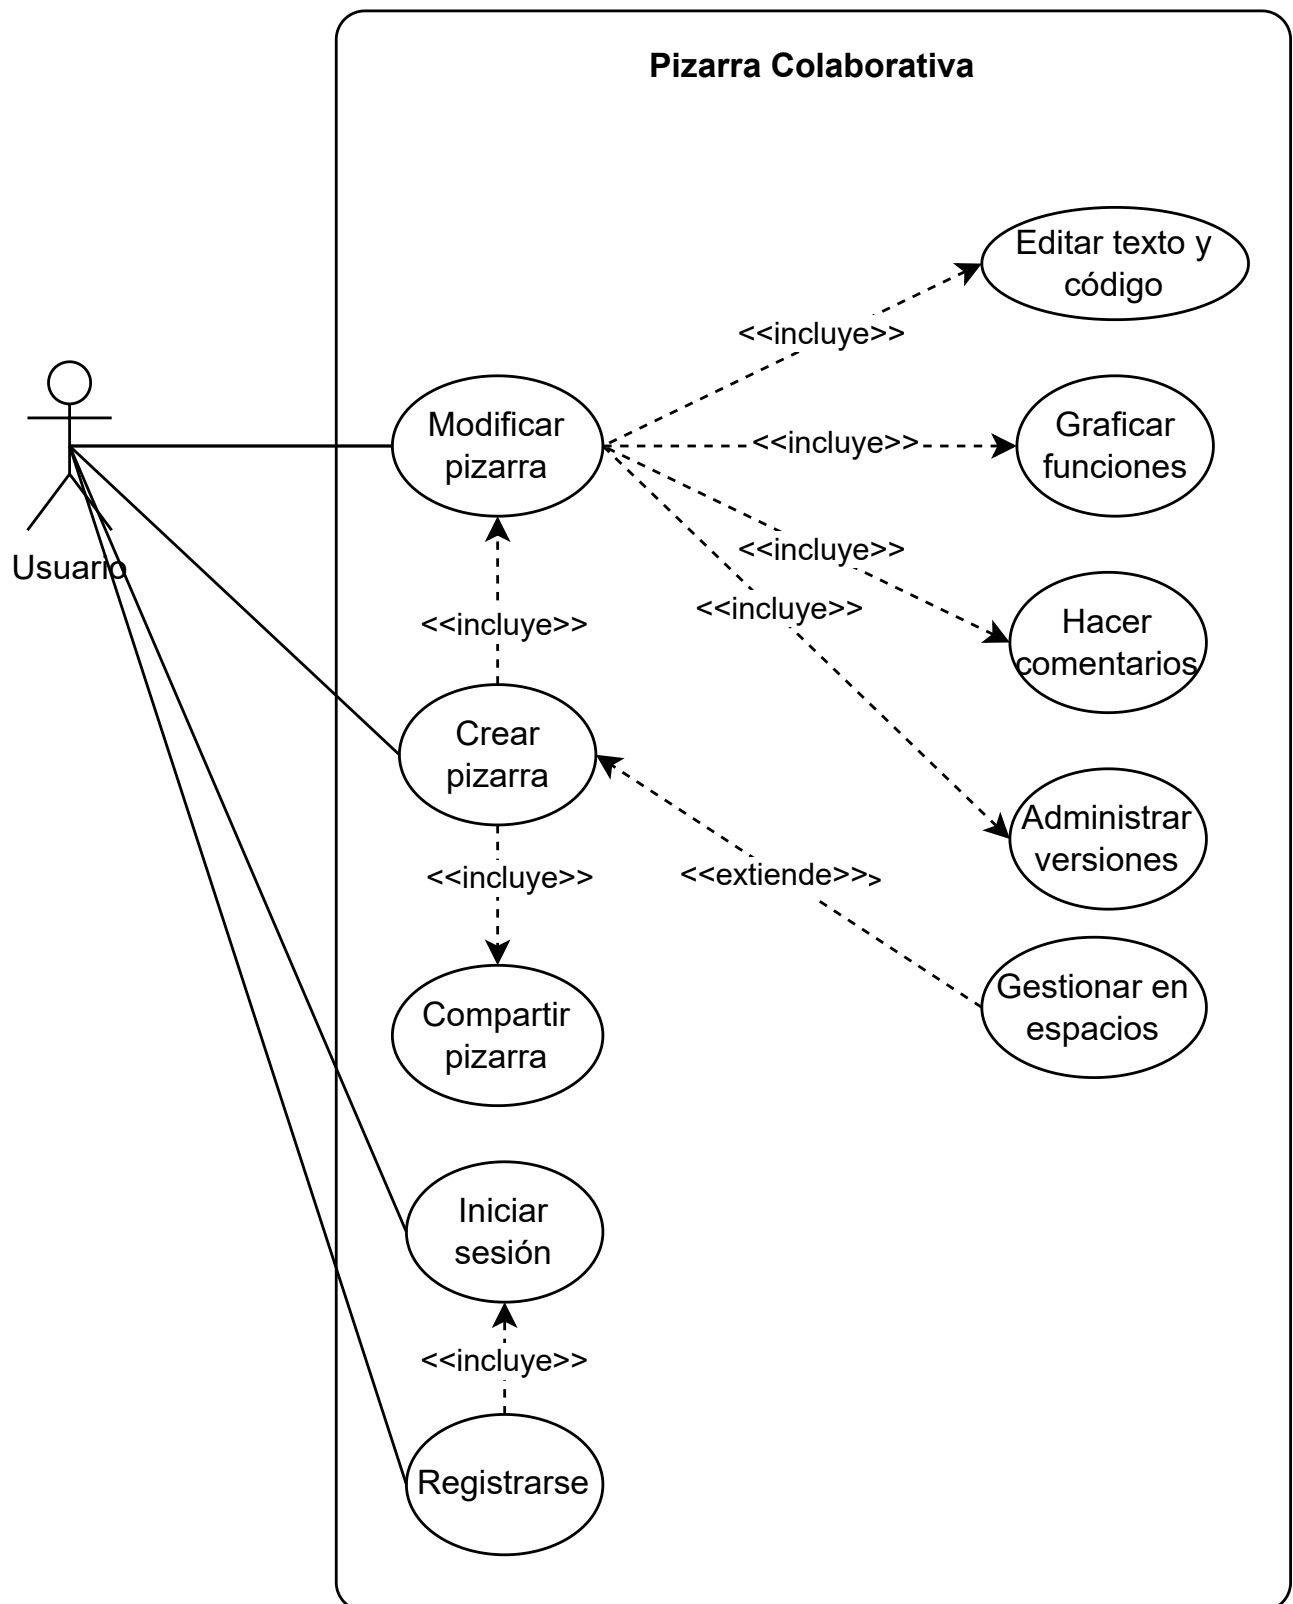 Pizarra Colaborativa
Editar texto y
código
<<incluye>>
Modificar
pizarra
<<incluye>>
Graficar
funciones
<<incluye>>
Usuario
<<incluye>>
<<incluye>>
Hacer
comentarios
Crear
pizarra
Administrar
versiones
<<incluye>>
<<extiende>>>
Compartir
pizarra
Gestionar en
espacios
Iniciar
sesión
<<incluye>>
Registrarse